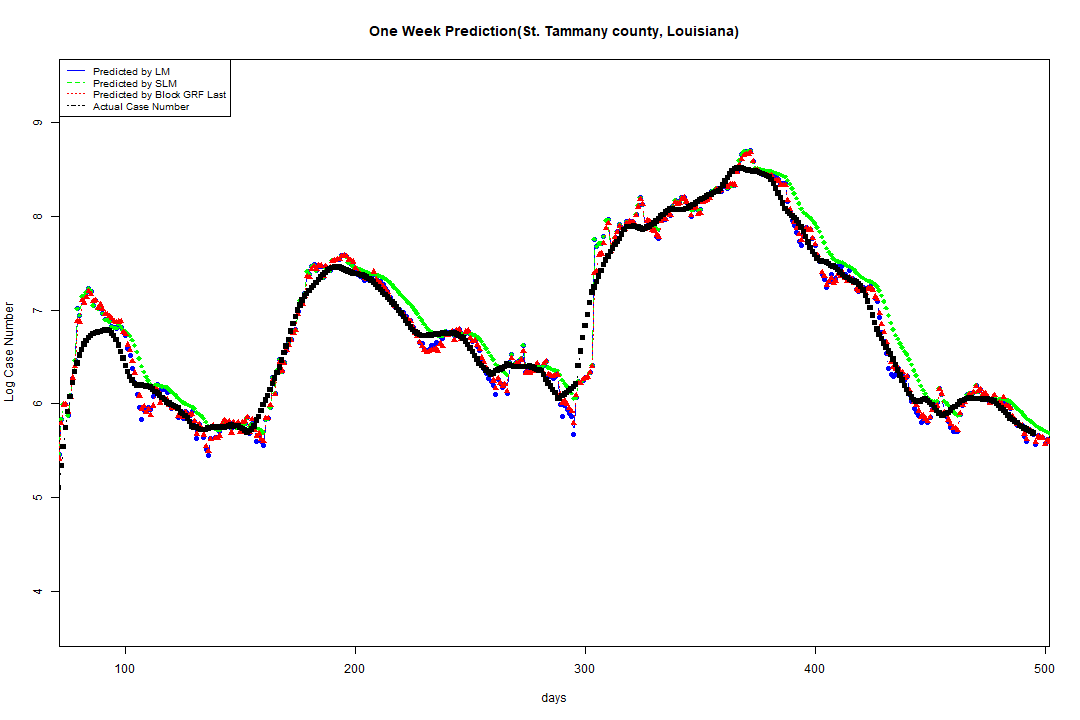 One Week Prediction(St. Tammany county, Louisiana)
Predicted by LM
Predicted by SLM
Predicted by Block GRF Last
Actual Case Number
Log Case Number
9
8
7
6
5
4
100 200 300 400 500
days